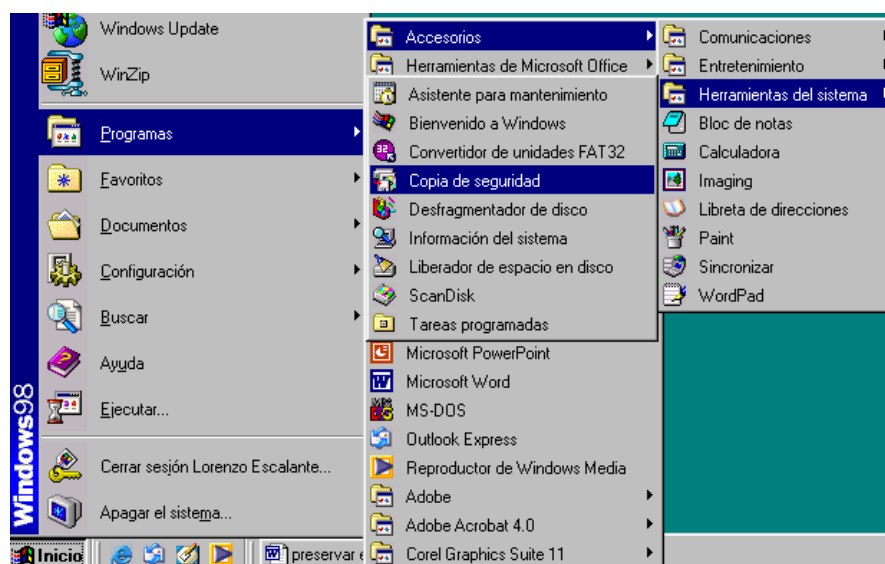 Windows Update
WinZip
Programas
Favoritos
Documentos
Configuración
Buscar
Ayuda
Ejecutar...
Cerrar sesión Lorenzo Escalante...
Apagar el sistema...
Windows98
Accesorios
Herramientas de Microsoft Office
Asistente para mantenimiento
Bienvenido a Windows
Convertidor de unidades FAT32
Copia de seguridad
Desfragmentador de disco
Información del sistema
Liberador de espacio en disco
ScanDisk
Tareas programadas
Microsoft PowerPoint
Microsoft Word
MS-DOS
Outlook Express
Reproductor de Windows Media
Adobe
Adobe Acrobat 4.0
Corel Graphics Suite 11
Comunicaciones
Entretenimiento
Herramientas del sistema
Bloc de notas
Calculadora
Imaging
Libreta de direcciones
Paint
Sincronizar
WordPad
Inicio
preservar e